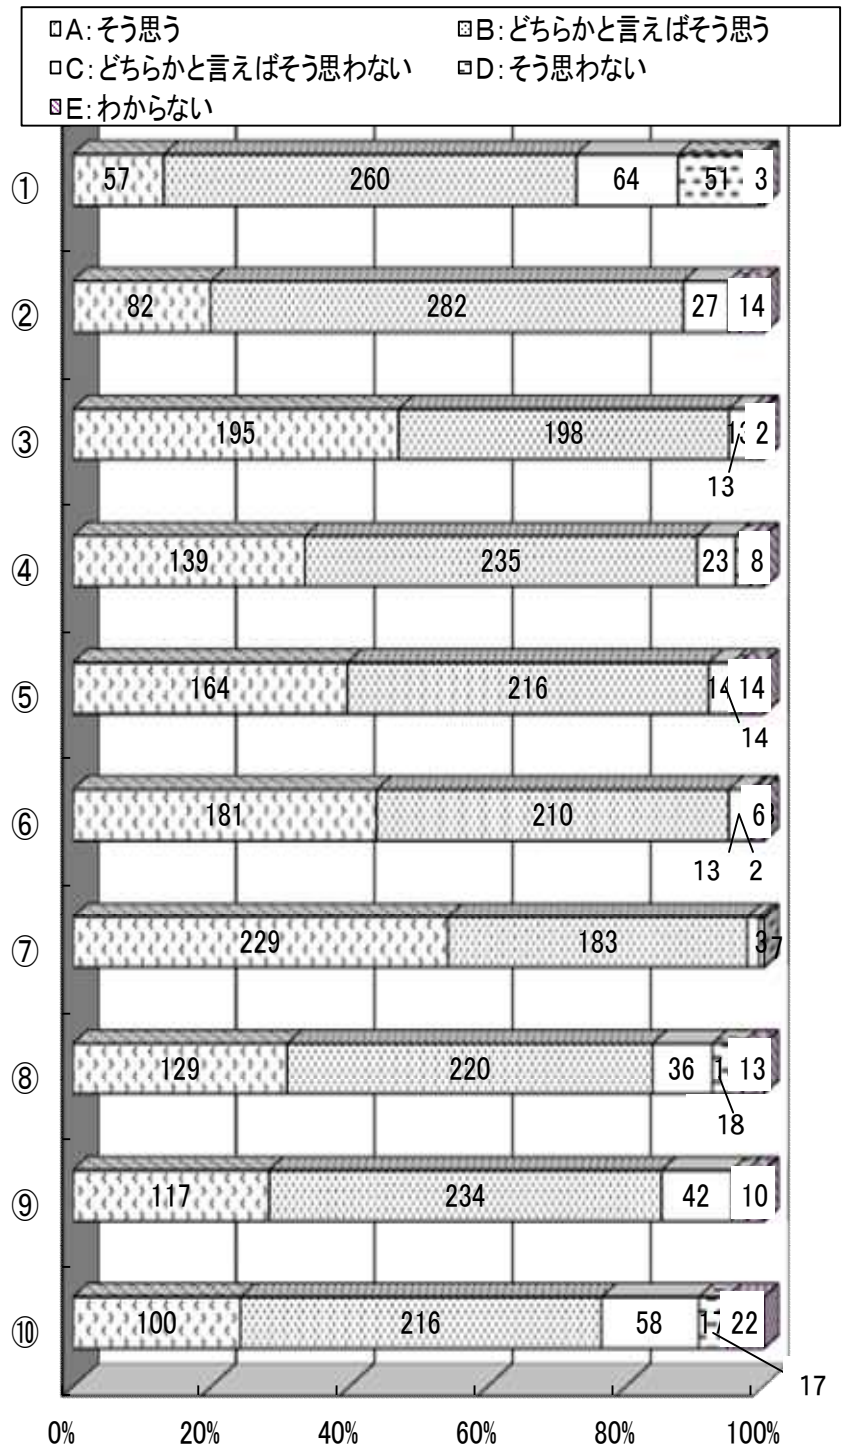 A:そう思う B:どちらかと言えばそう思う
C:どちらかと言えばそう思わない D:そう思わない
E:わからない
① 57 260 64 51 3
② 82 282 27 14
③ 195 198 13 2
13
④ 139 235 23 8
⑤ 164 216 14 14
14
⑥ 181 210 6
13 2
⑦ 229 183 3 7
⑧ 129 220 36 13
18
⑨ 117 234 42 10
⑩ 100 216 58 17 22
17
0% 20% 40% 60% 80% 100%